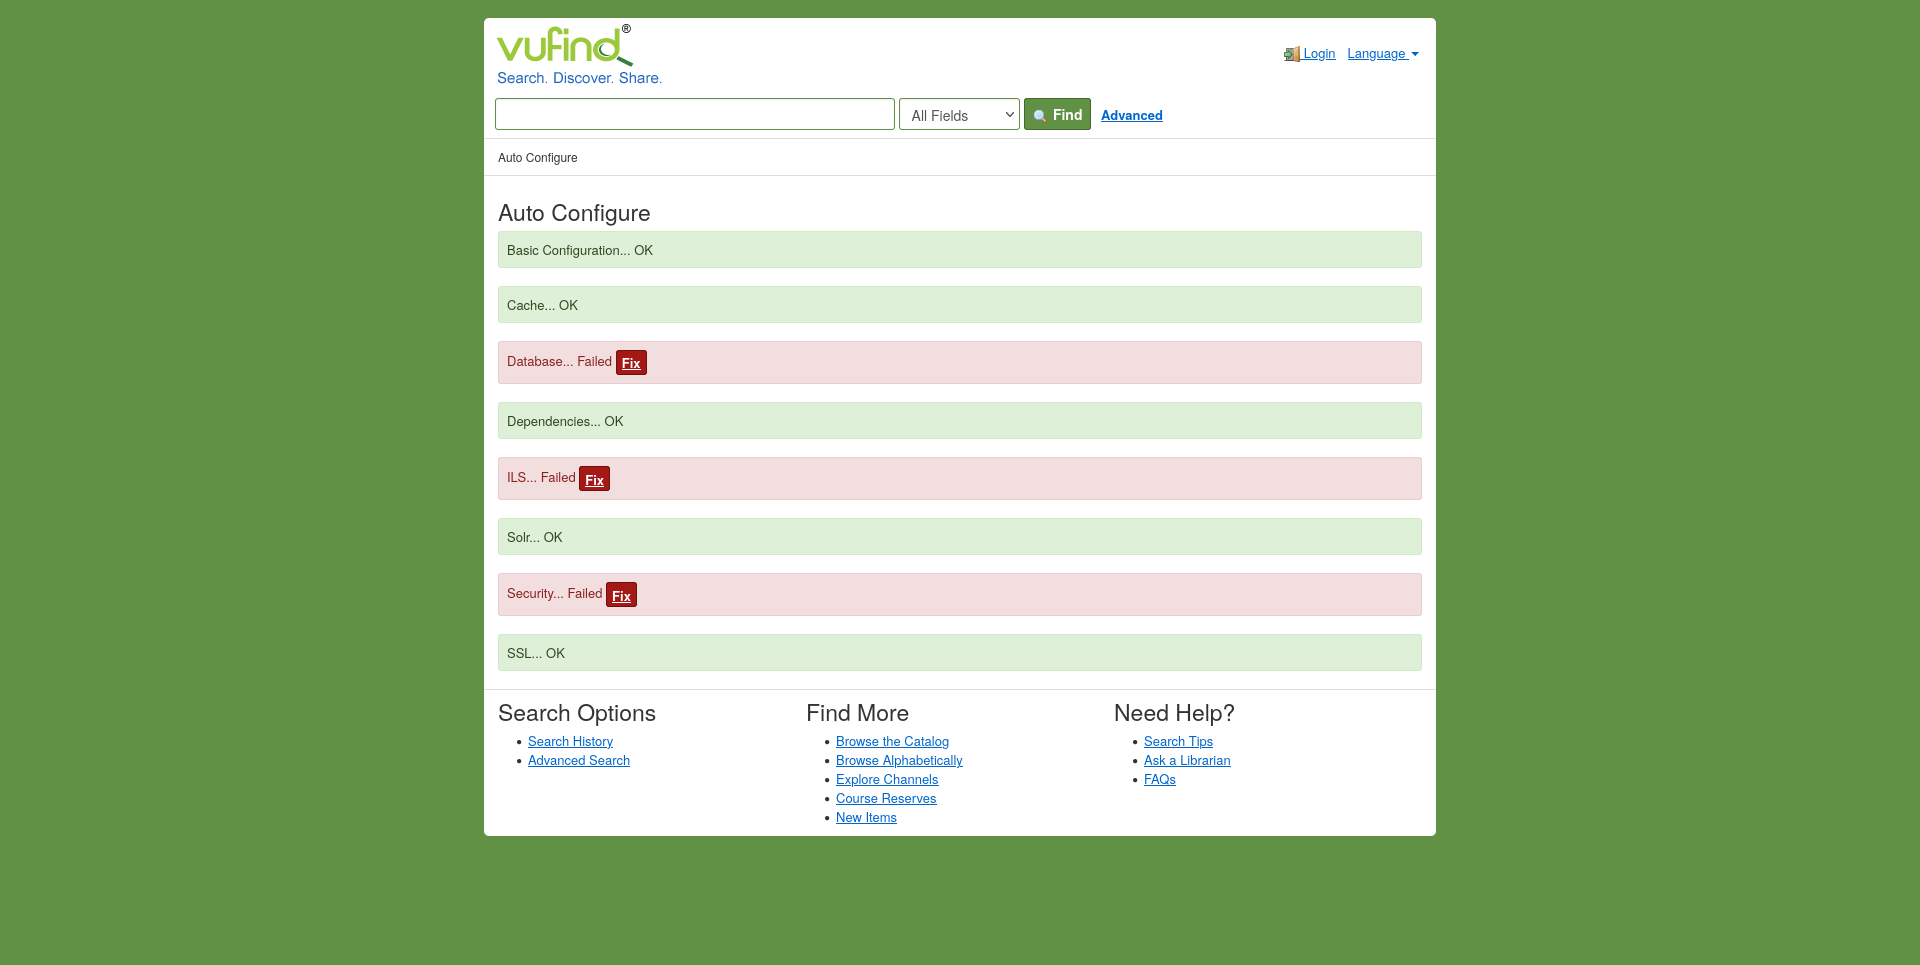 vufind®
Search. Discover. Share.
Login Language
All Fields Find Advanced
Auto Configure
Auto Configure
Basic Configuration... OK
Cache... OK
Database... Failed Fix
Dependencies... OK
ILS... Failed Fix
Solr... OK
Security... Failed Fix
SSL... OK
Search Options
Search History
Advanced Search
Find More
Browse the Catalog
Browse Alphabetically
Explore Channels
Course Reserves
New Items
Need Help?
Search Tips
Ask a Librarian
FAQs